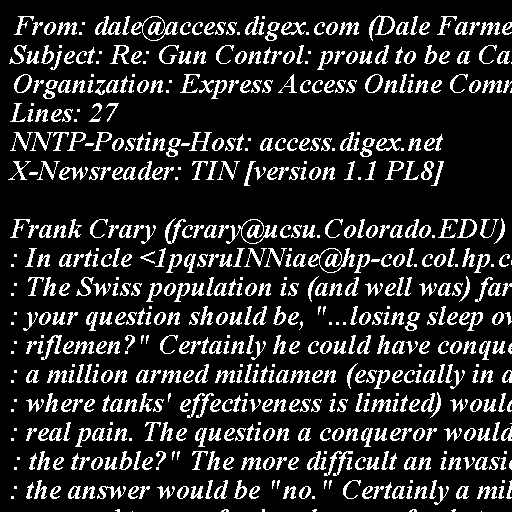 From: dale@access.digex.com (Dale Farme
Subject: Re: Gun Control: proud to be a Ca
Organization: Express Access Online Comm
Lines: 27
NNTP-Posting-Host: access.digex.net
X-Newsreader: TIN [version 1.1 PL8]

Frank Crary (fcrary@ucsu.Colorado.EDU)
: In article <1pqsruINNiae@hp-col.col.hp.c
: The Swiss population is (and well was) far
: your question should be, "...losing sleep ov
: riflemen?" Certainly he could have conque
: a million armed militiamen (especially in a
: where tanks' effectiveness is limited) would
: real pain. The question a conqueror would
: the trouble?" The more difficult an invasi
: the answer would be "no." Certainly a mil